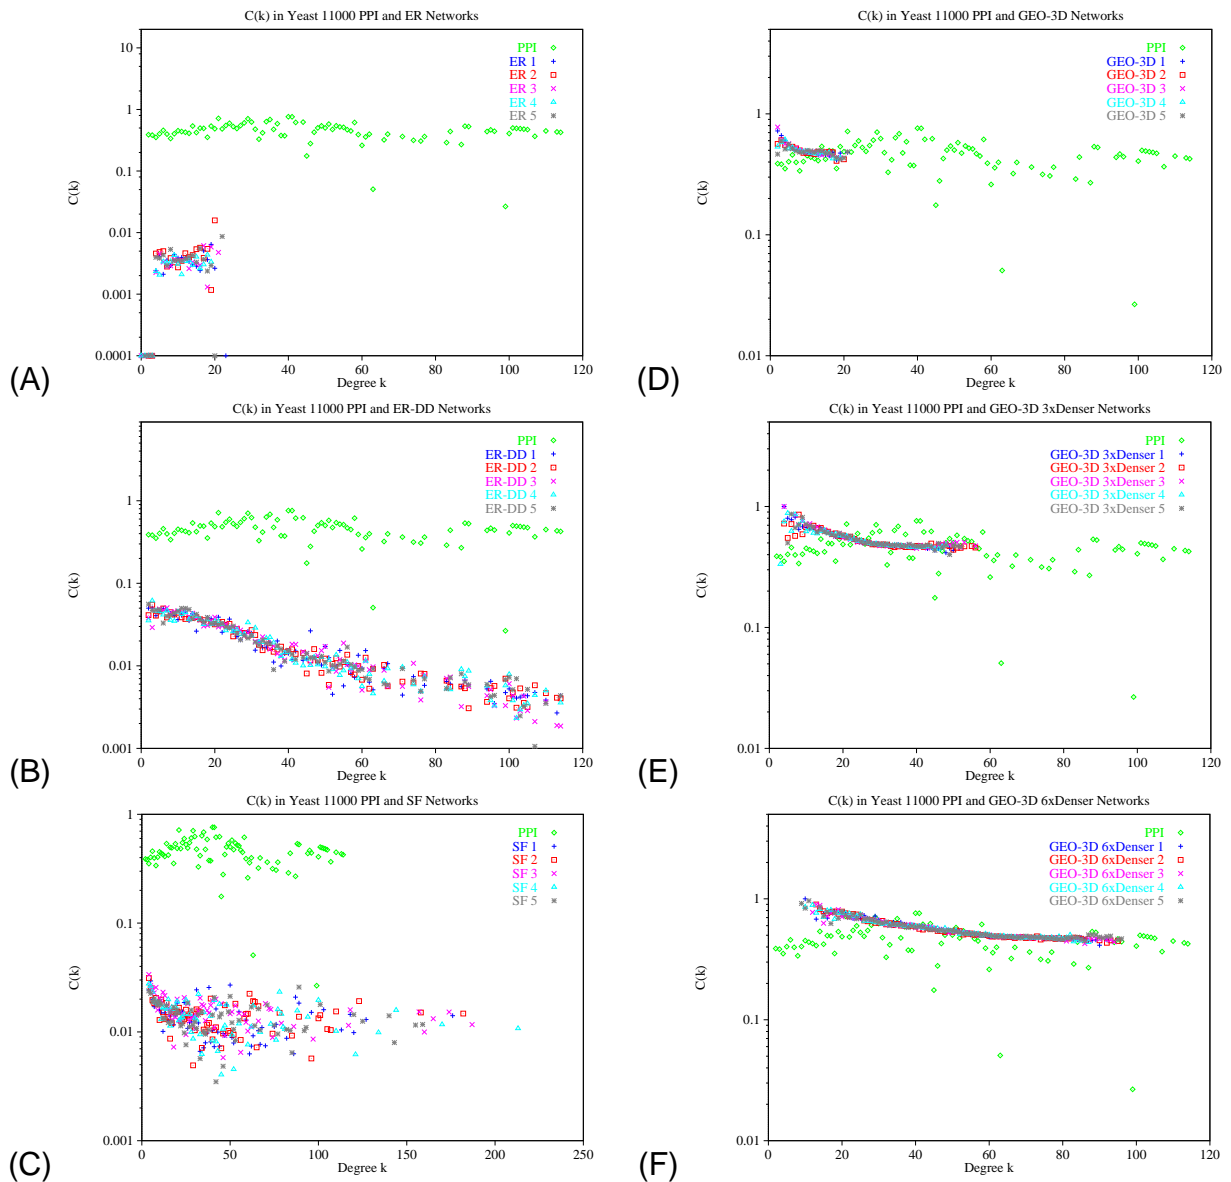 C(k) in Yeast 11000 PPI and ER Networks
PPI
ER 1
ER 2
ER 3
ER 4
ER 5
10
1
0.1
0.01
0.001
0.0001
C(k)
0 20 40 60 80 100 120
Degree k
(A)
C(k) in Yeast 11000 PPI and ER-DD Networks
PPI
ER-DD 1
ER-DD 2
ER-DD 3
ER-DD 4
ER-DD 5
1
0.1
0.01
0.001
C(k)
0 20 40 60 80 100 120
Degree k
(B)
C(k) in Yeast 11000 PPI and SF Networks
PPI
SF 1
SF 2
SF 3
SF 4
SF 5
1
0.1
0.01
0.001
C(k)
0 50 100 150 200 250
Degree k
(C)
C(k) in Yeast 11000 PPI and GEO-3D Networks
PPI
GEO-3D 1
GEO-3D 2
GEO-3D 3
GEO-3D 4
GEO-3D 5
1
0.1
0.01
C(k)
0 20 40 60 80 100 120
Degree k
(D)
C(k) in Yeast 11000 PPI and GEO-3D 3xDenser Networks
PPI
GEO-3D 3xDenser 1
GEO-3D 3xDenser 2
GEO-3D 3xDenser 3
GEO-3D 3xDenser 4
GEO-3D 3xDenser 5
1
0.1
0.01
C(k)
0 20 40 60 80 100 120
Degree k
(E)
C(k) in Yeast 11000 PPI and GEO-3D 6xDenser Networks
PPI
GEO-3D 6xDenser 1
GEO-3D 6xDenser 2
GEO-3D 6xDenser 3
GEO-3D 6xDenser 4
GEO-3D 6xDenser 5
1
0.1
0.01
C(k)
0 20 40 60 80 100 120
Degree k
(F)